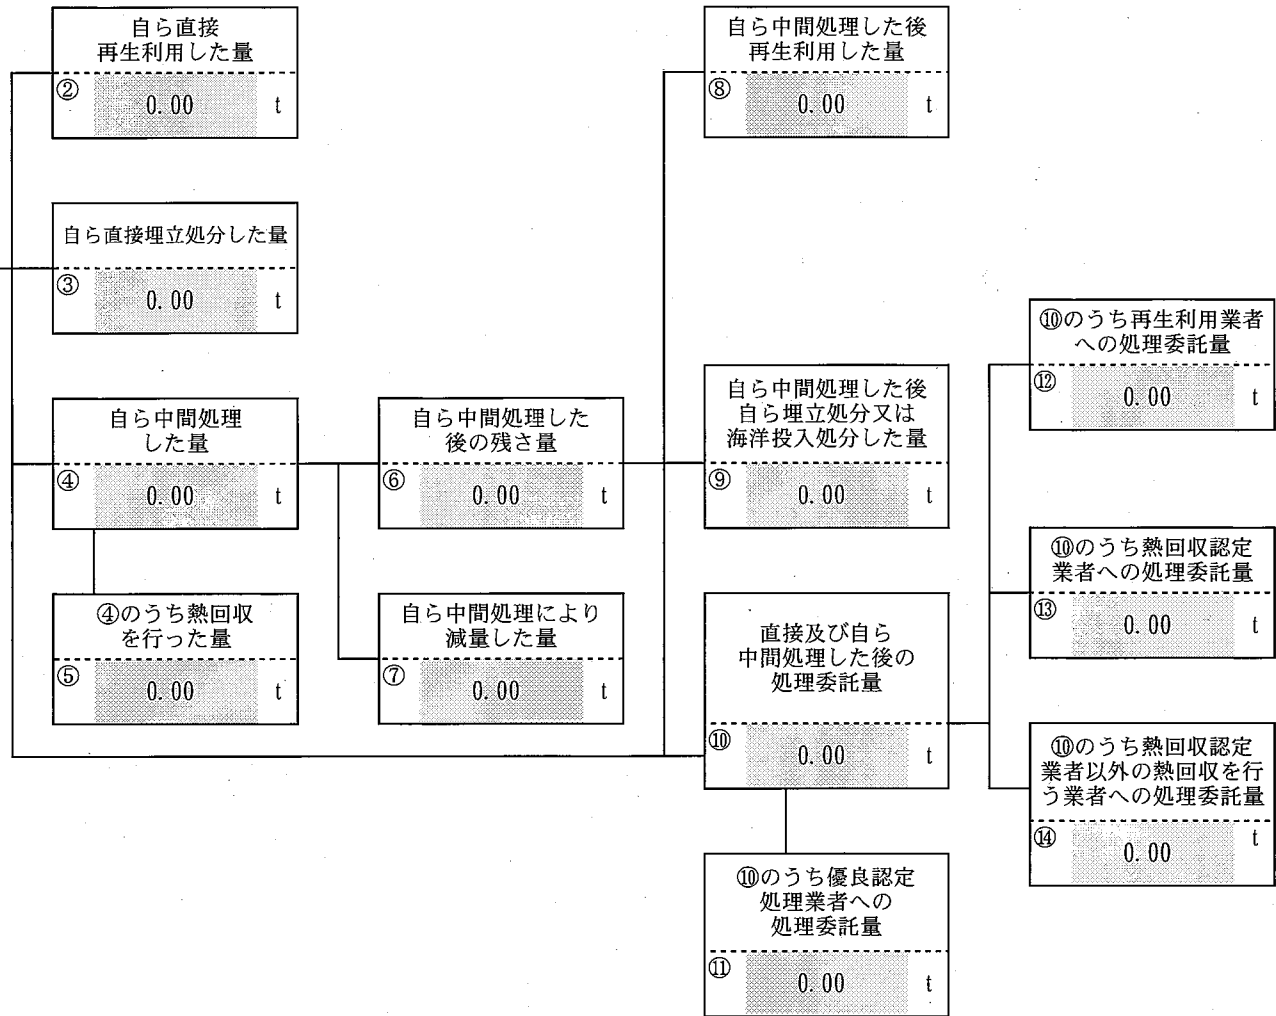 自ら直接
再生利用した量
② 0.00 t
自ら直接埋立処分した量
③ 0.00 t
自ら中間処理
した量
④ 0.00 t
④のうち熱回収
を行った量
⑤ 0.00 t
自ら中間処理した
後の残さ量
⑥ 0.00 t
自ら中間処理により
減量した量
⑦ 0.00 t
自ら中間処理した後
再生利用した量
⑧ 0.00 t
自ら中間処理した後
自ら埋立処分又は
海洋投入処分した量
⑨ 0.00 t
直接及び自ら
中間処理した後の
処理委託量
⑩ 0.00 t
⑩のうち優良認定
処理業者への
処理委託量
⑪ 0.00 t
⑩のうち再生利用業者
への処理委託量
⑫ 0.00 t
⑩のうち熱回収認定
業者への処理委託量
⑬ 0.00 t
⑩のうち熱回収認定
業者以外の熱回収を行
う業者への処理委託量
⑭ 0.00 t